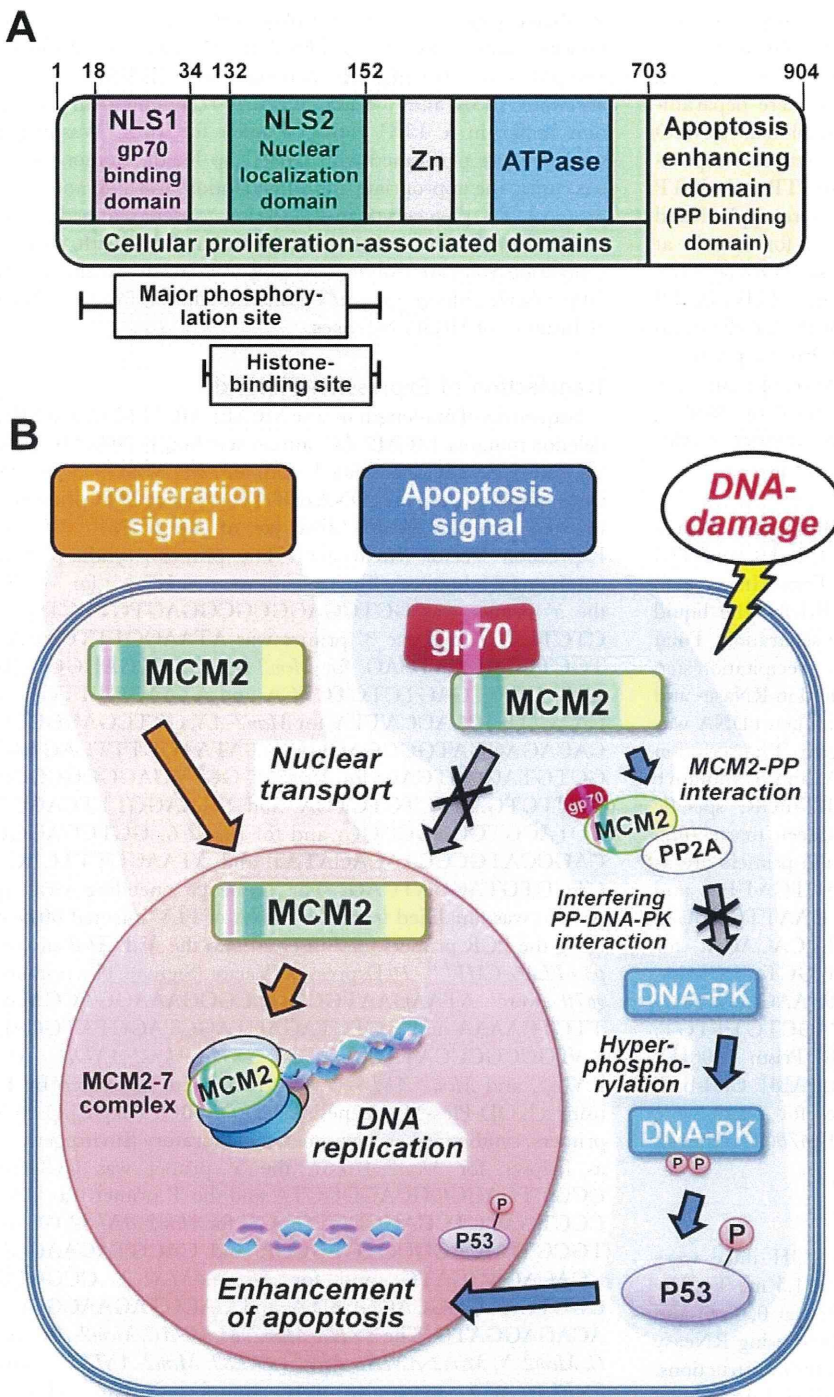 A
1 18 34 132 152 703 904
NLS1
gp70
binding
domain
NLS2
Nuclear
localization
domain
Zn
ATPase
Apoptosis
enhancing
domain
(PP binding
domain)
Cellular proliferation-associated domains
Major phosphory-
lation site
Histone-
binding site
B
Proliferation
signal
Apoptosis
signal
DNA-
damage
MCM2
gp70
MCM2
Nuclear
transport
MCM2-PP
interaction
gp70
MCM2
PP2A
Interfering
PP-DNA-PK
interaction
MCM2
DNA-PK
Hyper-
phospho-
rylation
MCM2-7
complex
MCM2
DNA
replication
DNA-PK
P P
P
P53
P
P53
Enhancement
of apoptosis